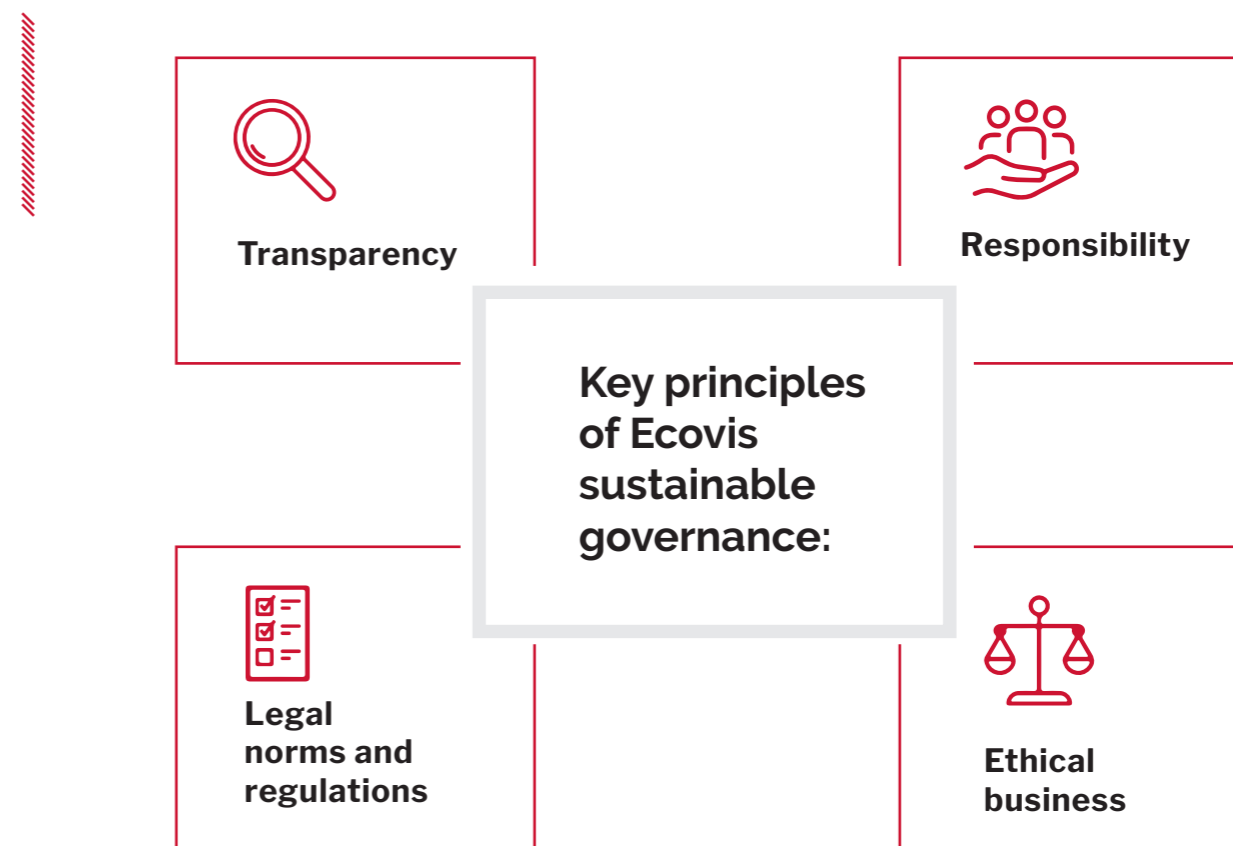 Transparency
Responsibility
Key principles
of Ecovis
sustainable
governance:
Legal
norms and
regulations
Ethical
business